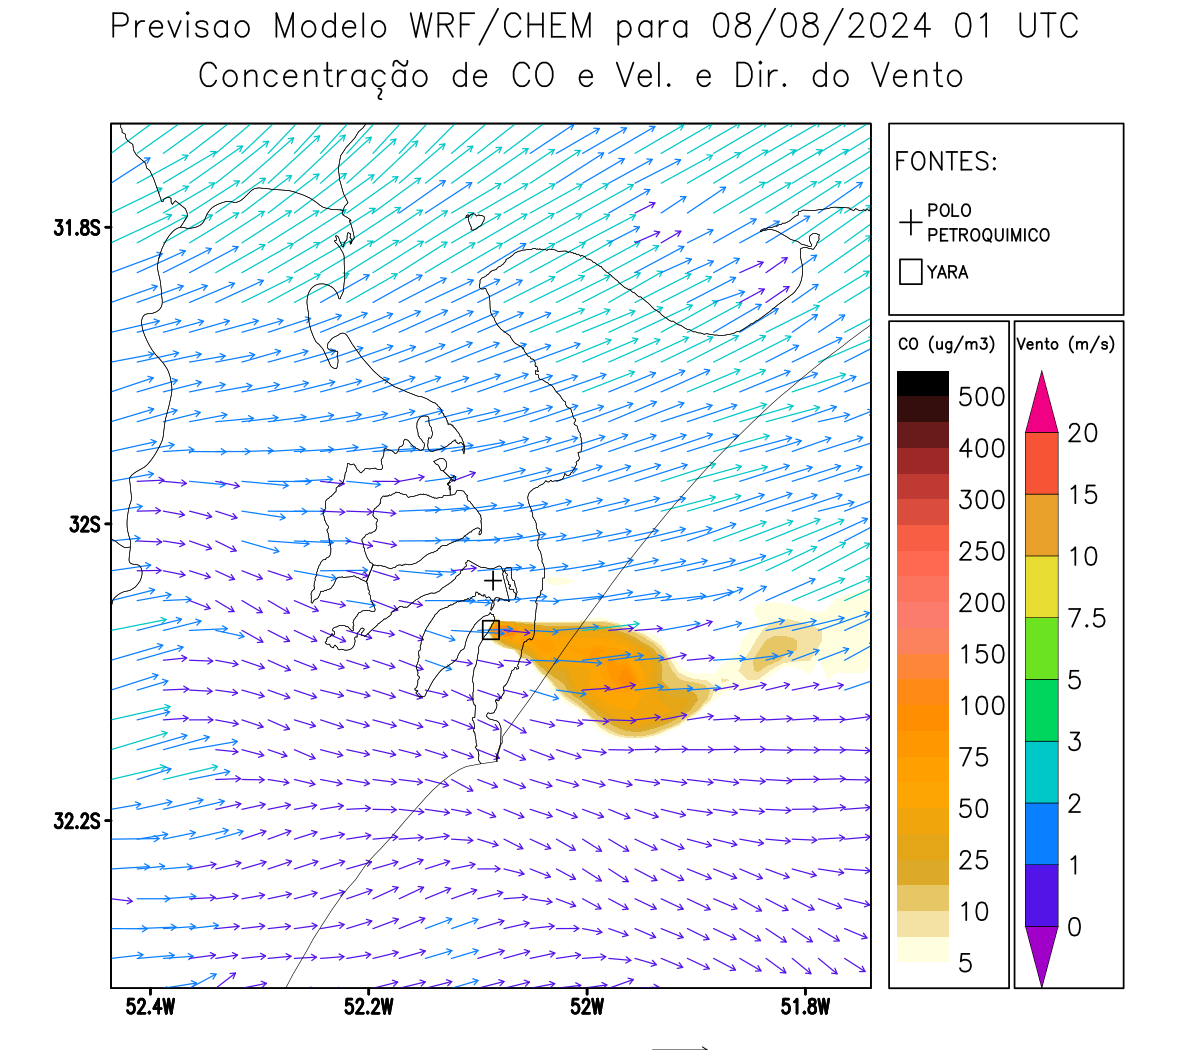 Previsao Modelo WRF/CHEM para 08/08/2024 01 UTC
Concentração de CO e Vel. e Dir. do Vento
FONTES:
POLO
PETROQUIMICO
YARA
CO (ug/m3)
500
400
300
250
200
150
100
75
50
25
10
5
Vento (m/s)
20
15
10
7.5
5
3
2
1
0
31.8S
32S
32.2S
52.4W
52.2W
52W
51.8W